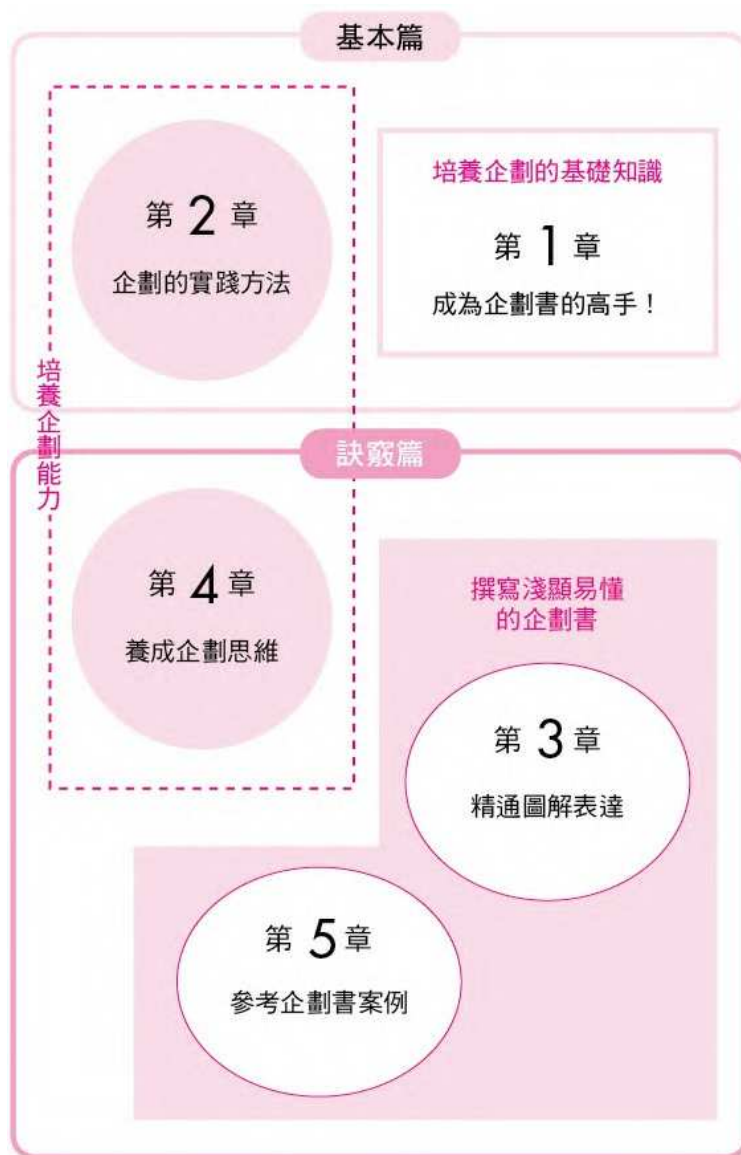 基本篇
培養企劃的基礎知識
第 1 章
成為企劃書的高手！
第 2 章
企劃的實踐方法
培養企劃能力
訣竅篇
撰寫淺顯易懂
的企劃書
第 3 章
精通圖解表達
第 4 章
養成企劃思維
第 5 章
參考企劃書案例